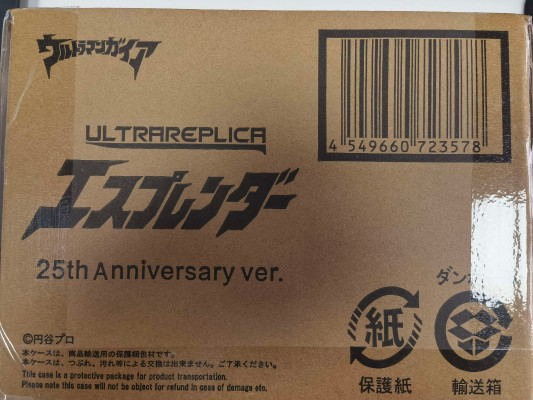 ウルトラマンガイア
4 549660 723578
ULTRAREPLICA
エスプレンダー
25th Anniversary ver.
ダン
紙
保護紙
輸送箱
©円谷プロ
本ケースは、商品輸送用の保護梱包材です。
本ケースは、つぶれ、汚れ等による交換は出来ません。ご了承ください。
This case is a protective package for product transportation.
Please note this case will not be object for refund in case of damage etc.